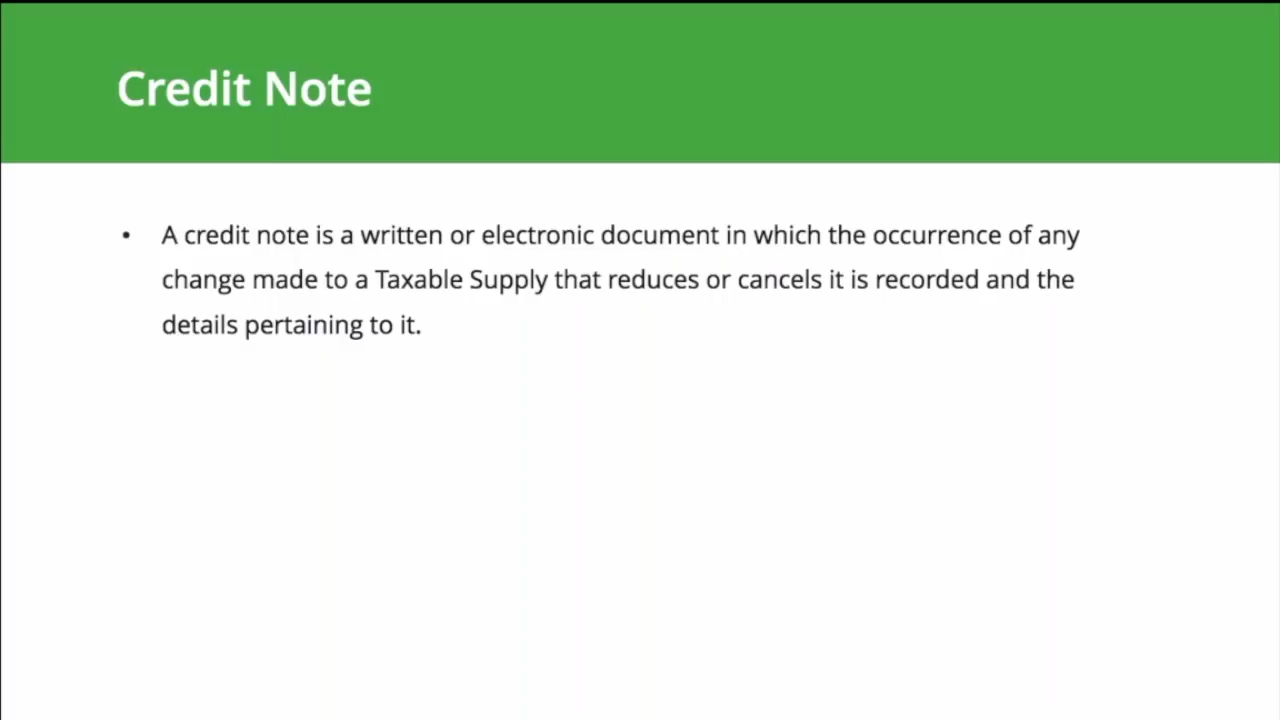 Credit Note
• A credit note is a written or electronic document in which the occurrence of any
change made to a Taxable Supply that reduces or cancels it is recorded and the
details pertaining to it.